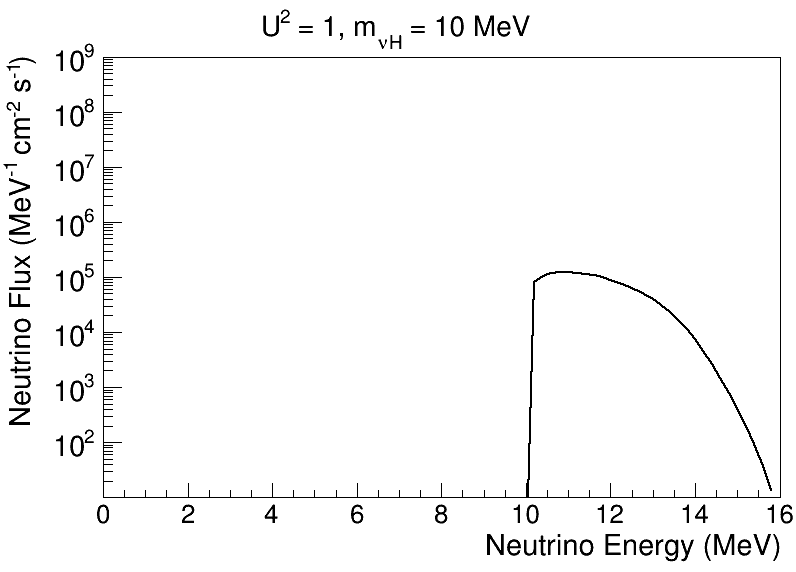 U² = 1, m_νH = 10 MeV
Neutrino Flux (MeV⁻¹ cm⁻² s⁻¹)
10⁹
10⁸
10⁷
10⁶
10⁵
10⁴
10³
10²
0 2 4 6 8 10 12 14 16
Neutrino Energy (MeV)